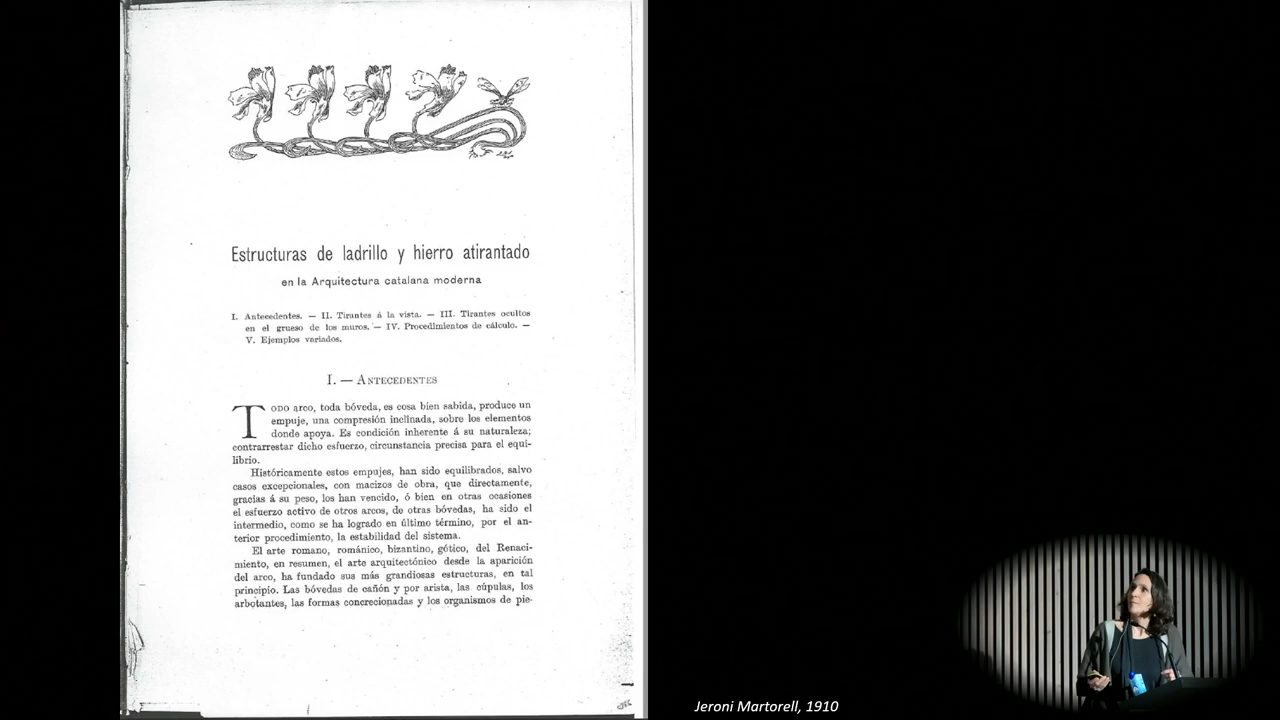 Estructuras de ladrillo y hierro atirantado
en la Arquitectura catalana moderna
I. Antecedentes. — II. Tirantes á la vista. — III. Tirantes ocultos
en el grueso de los muros. — IV. Procedimientos de cálculo. —
V. Ejemplos variados.
I. — ANTECEDENTES
TODO arco, toda bóveda, es cosa bien sabida, produce un
empuje, una compresión inclinada, sobre los elementos
donde apoya. Es condición inherente á su naturaleza;
contrarrestar dicho esfuerzo, circunstancia precisa para el equi-
librio.
Históricamente estos empujes, han sido equilibrados, salvo
casos excepcionales, con macizos de obra, que directamente,
gracias á su peso, los han vencido, ó bien en otras ocasiones
el esfuerzo activo de otros arcos, de otras bóvedas, ha sido el
intermedio, como se ha logrado en último término, por el an-
terior procedimiento, la estabilidad del sistema.
El arte romano, románico, bizantino, gótico, del Renaci-
miento, en resumen, el arte arquitectónico desde la aparición
del arco, ha fundado sus más grandiosas estructuras, en tal
principio. Las bóvedas de cañón y por arista, las cúpulas, los
arbotantes, las formas concrecionadas y los organismos de pie-
Jeroni Martorell, 1910